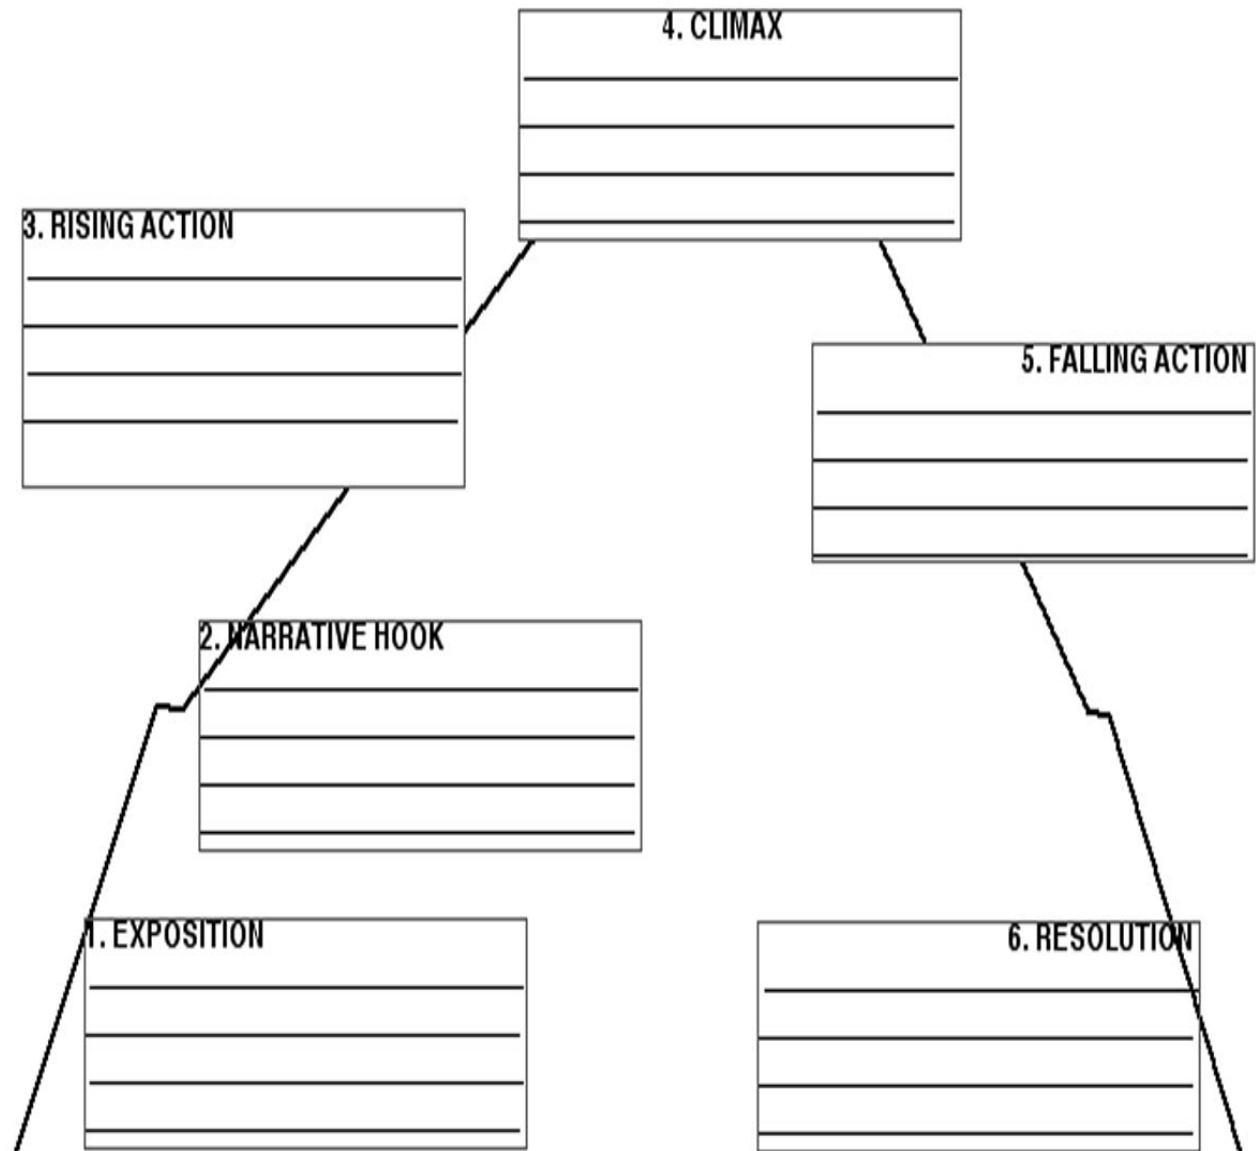 4. CLIMAX
3. RISING ACTION
5. FALLING ACTION
2. NARRATIVE HOOK
1. EXPOSITION
6. RESOLUTION